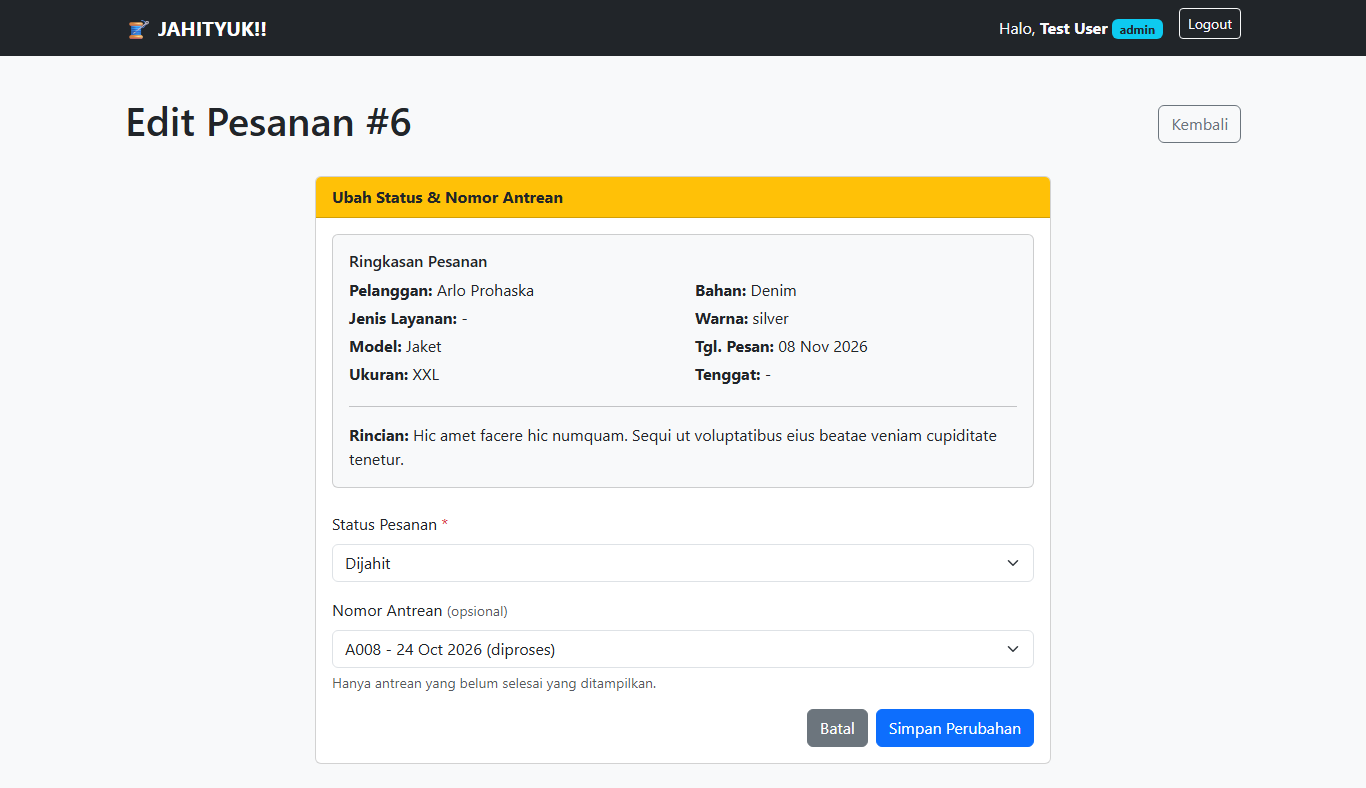 JAHITYUK!!
Halo, Test User admin
Logout
Edit Pesanan #6
Kembali
Ubah Status & Nomor Antrean
Ringkasan Pesanan
Pelanggan: Arlo Prohaska
Jenis Layanan: -
Model: Jaket
Ukuran: XXL
Bahan: Denim
Warna: silver
Tgl. Pesan: 08 Nov 2026
Tenggat: -
Rincian: Hic amet facere hic numquam. Sequi ut voluptatibus eius beatae veniam cupiditate
tenetur.
Status Pesanan *
Dijahit
Nomor Antrean (opsional)
A008 - 24 Oct 2026 (diproses)
Hanya antrean yang belum selesai yang ditampilkan.
Batal
Simpan Perubahan